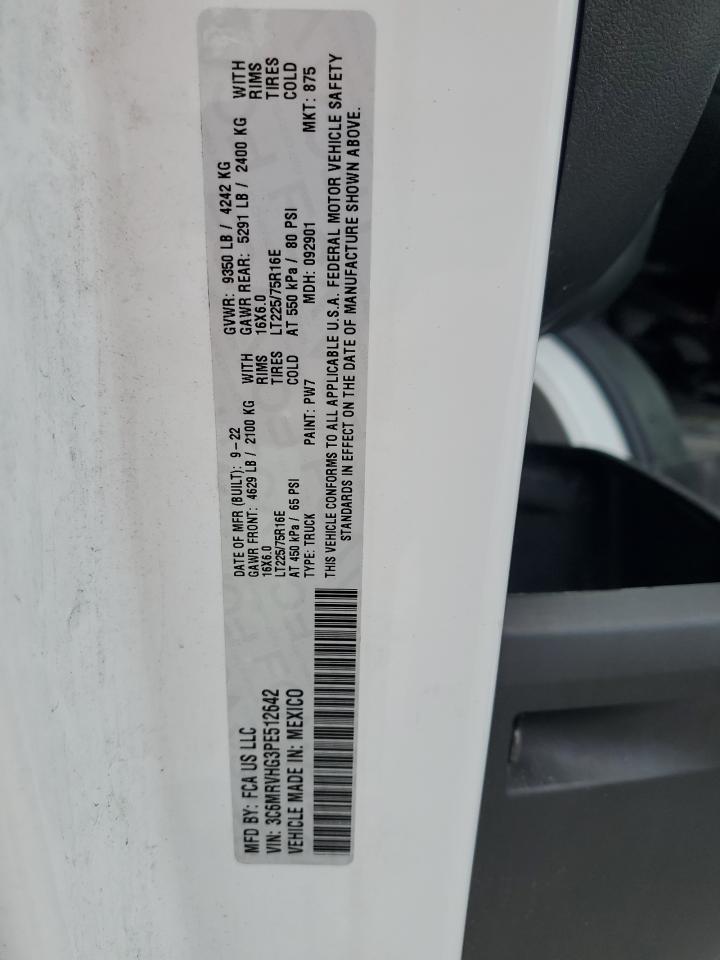 MFD BY: FCA US LLC
VIN: 3C6MRVHG3PE512642
VEHICLE MADE IN: MEXICO
DATE OF MFR (BUILT): 9-22 GVWR: 9350 LB / 4242 KG
GAWR FRONT: 4629 LB / 2100 KG WITH GAWR REAR: 5291 LB / 2400 KG WITH
16X6.0 RIMS 16X6.0 RIMS
LT225/75R16E TIRES LT225/75R16E TIRES
AT 450 kPa / 65 PSI COLD AT 550 kPa / 80 PSI COLD
TYPE: TRUCK PAINT: PW7 MDH: 092901 MKT: 875
THIS VEHICLE CONFORMS TO ALL APPLICABLE U.S.A. FEDERAL MOTOR VEHICLE SAFETY
STANDARDS IN EFFECT ON THE DATE OF MANUFACTURE SHOWN ABOVE.